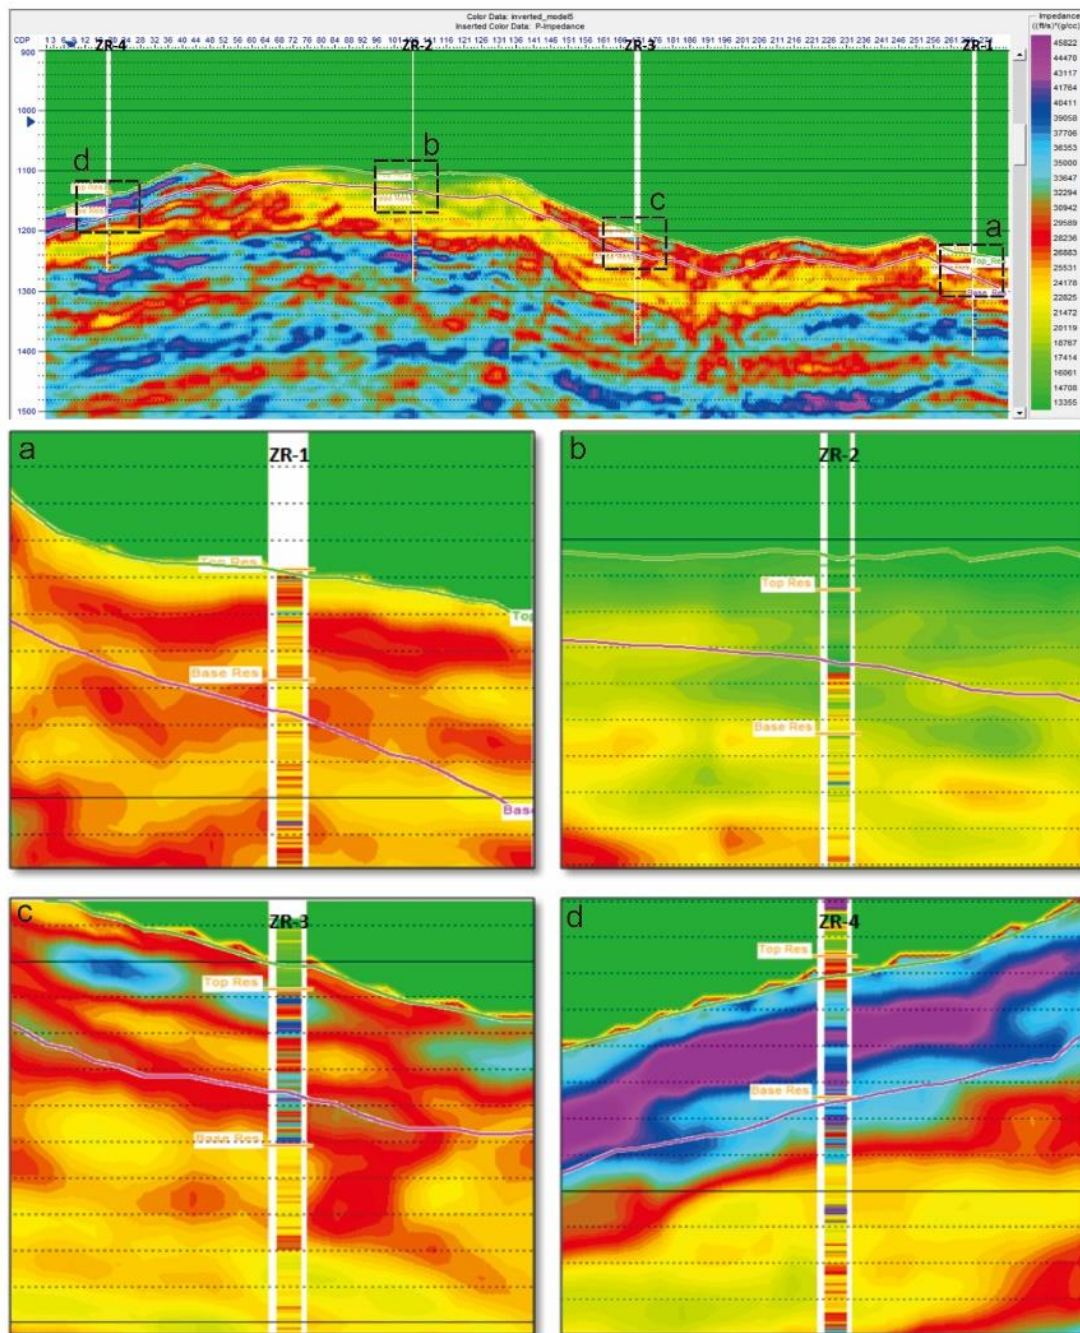 Color Data: inverted_model5
Inserted Color Data: P-Impedance
Impedance
((ft/s)*(g/cc)
CDP
ZR-4
ZR-2
ZR-3
ZR-1
900
1000
1100
1200
1300
1400
1500
d
b
c
a
Top_Re
45822
44470
43117
41764
40411
39058
37706
36353
35000
33647
32294
30942
29589
28236
26883
25531
24178
22825
21472
20119
18767
17414
16061
14708
13355
a
ZR-1
Top Res
Top
Base Res
Base
b
ZR-2
Top Res
Base Res
c
ZR-3
Top Res
Base Res
d
ZR-4
Top Res
Base Res